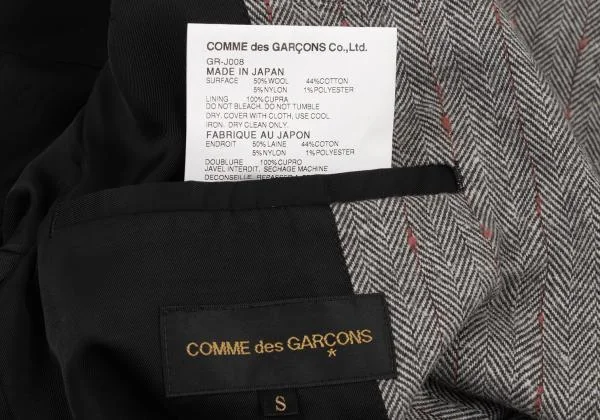 COMME des GARÇONS Co.,Ltd.
GR-J008
MADE IN JAPAN
SURFACE 50%WOOL 44%COTTON
5%NYLON 1%POLYESTER
LINING 100%CUPRA
DO NOT BLEACH. DO NOT TUMBLE
DRY. COVER WITH CLOTH, USE COOL
IRON. DRY CLEAN ONLY.
FABRIQUE AU JAPON
ENDROIT 50%LAINE 44%COTON
5%NYLON 1%POLYESTER
DOUBLURE 100%CUPRO
JAVEL INTERDIT. SECHAGE MACHINE
DECONSEILLE.
COMME des GARÇONS
*
S